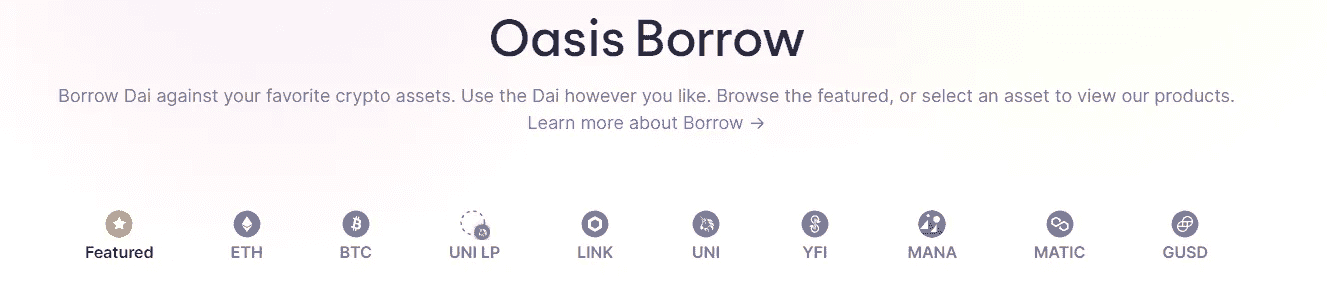 Oasis Borrow
Borrow Dai against your favorite crypto assets. Use the Dai however you like. Browse the featured, or select an asset to view our products.
Learn more about Borrow →
Featured ETH BTC UNI LP LINK UNI YFI MANA MATIC GUSD